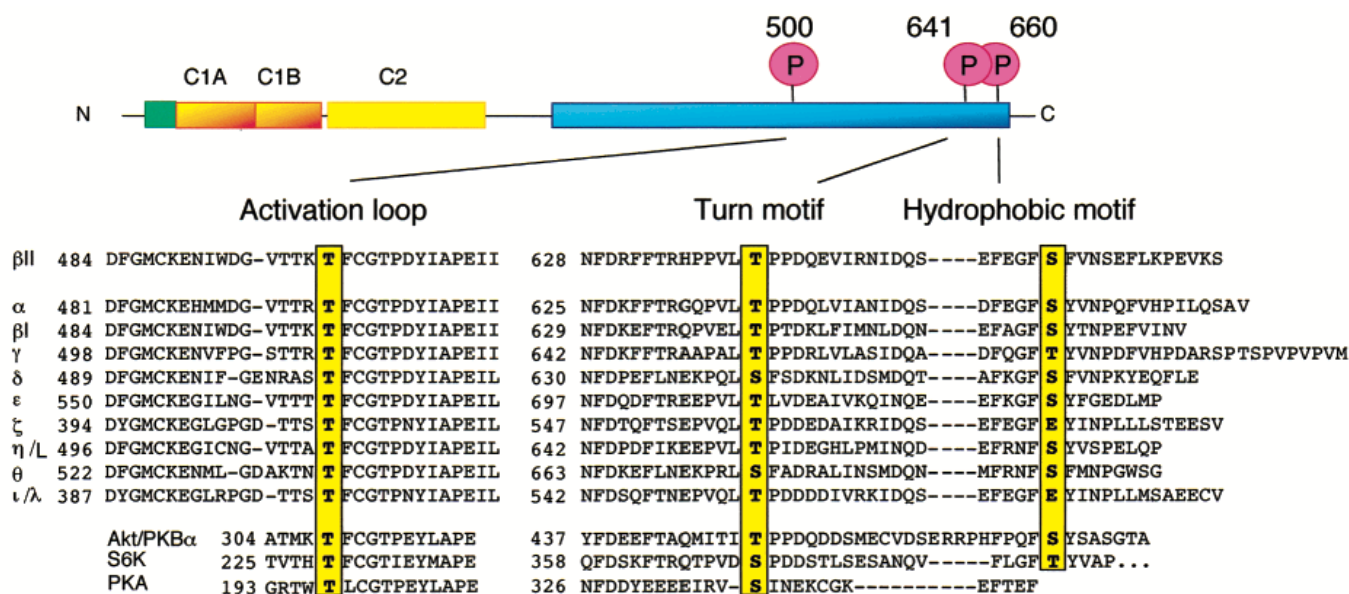 500 641 660
P P P
C1A C1B C2
N C
Activation loop Turn motif Hydrophobic motif
βII 484 DFGMCKENIWDG-VTTK T FCGTPDYIAPEII 628 NFDRFFTRHPPVL T PPDQEVIRNIDQS----EFEGF S FVNSEFLKPEVKS
α 481 DFGMCKEHMMDG-VTTR T FCGTPDYIAPEII 625 NFDKFFTRGQPVL T PPDQLVIANIDQS----DFEGF S YVNPQFVHPILQSAV
βI 484 DFGMCKENIWDG-VTTK T FCGTPDYIAPEII 629 NFDKEFTRQPVEL T PTDKLFIMNLDQN----EFAGF S YTNPEFVINV
γ 498 DFGMCKENVFPG-STTR T FCGTPDYIAPEII 642 NFDKFFTRAAPAL T PPDRLVLASIDQA----DFQGF T YVNPDFVHPDARSPTSPVPVPVM
δ 489 DFGMCKENIF-GENRAS T FCGTPDYIAPEIL 630 NFDPEFLNEKPQL S FSDKNLIDSMDQT----AFKGF S FVNPKYEQFLE
ε 550 DFGMCKEGILNG-VTTT T FCGTPDYIAPEIL 697 NFDQDFTREEPVL T LVDEAIVKQINQE----EFKGF S YFGEDLMP
ζ 394 DYGMCKEGLGPGD-TTS T FCGTPNYIAPEIL 547 NFDTQFTSEPVQL T PDDEDAIKRIDQS----EFEGF E YINPLLLSTEESV
η/L 496 DFGMCKEGICNG-VTTA T FCGTPDYIAPEIL 642 NFDPDFIKEEPVL T PIDEGHLPMINQD----EFRNF S YVSPELQP
θ 522 DFGMCKENML-GDAKTN T FCGTPDYIAPEIL 663 NFDKEFLNEKPRL S FADRALINSMDQN----MFRNF S FMNPGWSG
ι/λ 387 DYGMCKEGLRPGD-TTS T FCGTPNYIAPEIL 542 NFDSQFTNEPVQL T PDDDDIVRKIDQS----EFEGF E YINPLLMSAEECV
Akt/PKBα 304 ATMK T FCGTPEYLAPE 437 YFDEEFTAQMITI T PPDQDDSMECVDSERRPHFPQF S YSASGTA
S6K 225 TVTH T FCGTIEYMAPE 358 QFDSKFTRQTPVD S PDDSTLSESANQV-----FLGF T YVAP...
PKA 193 GRTW T LCGTPEYLAPE 326 NFDDYEEEEIRV- S INEKCGK-----------EFTEF